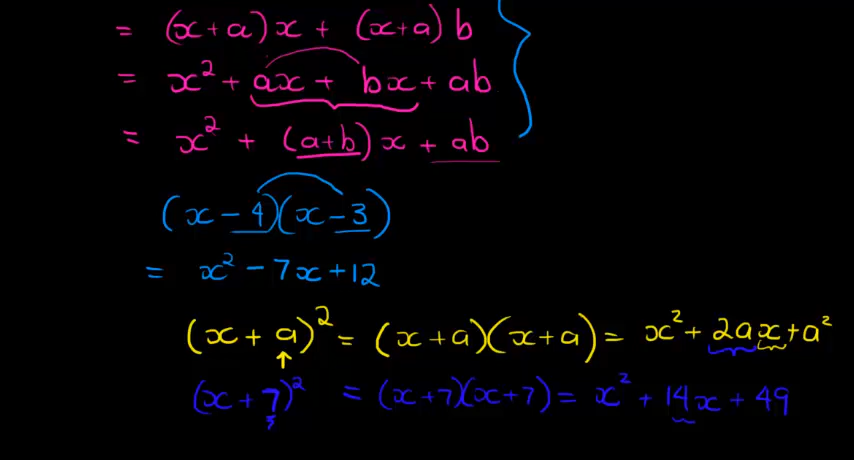 = (x+a)x + (x+a)b
= x² + ax + bx + ab
= x² + (a+b)x + ab
(x-4)(x-3)
= x² - 7x + 12
(x + a)² = (x+a)(x+a) = x² + 2ax + a²
(x + 7)² = (x+7)(x+7) = x² + 14x + 49